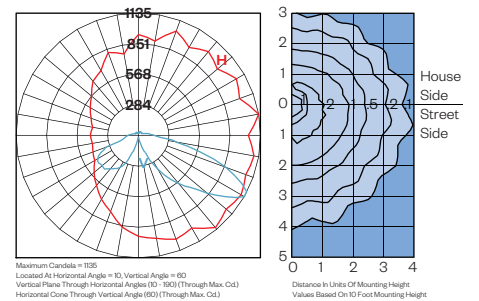 1135
851
568
284
H
V
Maximum Candela = 1135
Located At Horizontal Angle = 10, Vertical Angle = 60
Vertical Plane Through Horizontal Angles (10 - 190) (Through Max. Cd.)
Horizontal Cone Through Vertical Angle (60) (Through Max. Cd.)
3
2
1
0
1
2
3
4
5
2 1 .5 .2 .1
0 1 2 3 4
House
Side
Street
Side
Distance In Units Of Mounting Height
Values Based On 10 Foot Mounting Height